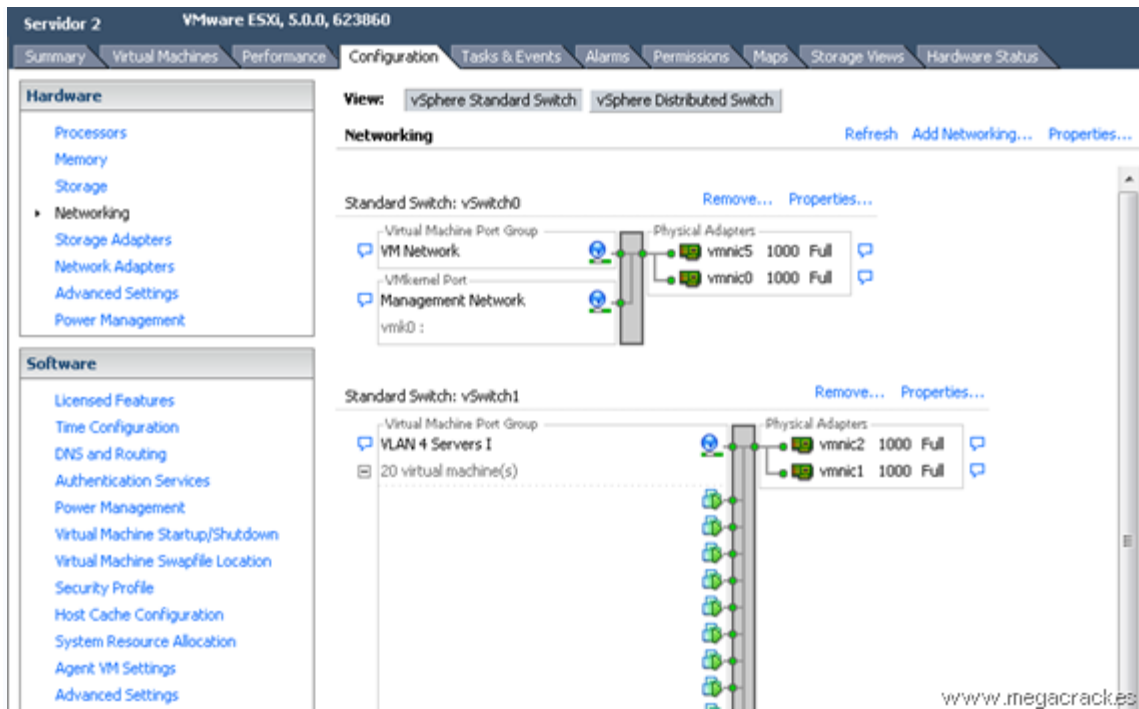 Servidor 2 VMware ESXi, 5.0.0, 623860
Summary Virtual Machines Performance Configuration Tasks & Events Alarms Permissions Maps Storage Views Hardware Status
Hardware
Processors
Memory
Storage
Networking
Storage Adapters
Network Adapters
Advanced Settings
Power Management
Software
Licensed Features
Time Configuration
DNS and Routing
Authentication Services
Power Management
Virtual Machine Startup/Shutdown
Virtual Machine Swapfile Location
Security Profile
Host Cache Configuration
System Resource Allocation
Agent VM Settings
Advanced Settings
View: vSphere Standard Switch vSphere Distributed Switch
Networking Refresh Add Networking... Properties...
Standard Switch: vSwitch0 Remove... Properties...
Virtual Machine Port Group Physical Adapters
VM Network vmnic5 1000 Full
vmnic0 1000 Full
VMkernel Port
Management Network
vmk0 :
Standard Switch: vSwitch1 Remove... Properties...
Virtual Machine Port Group Physical Adapters
VLAN 4 Servers I vmnic2 1000 Full
20 virtual machine(s) vmnic1 1000 Full
www.megacrack.es